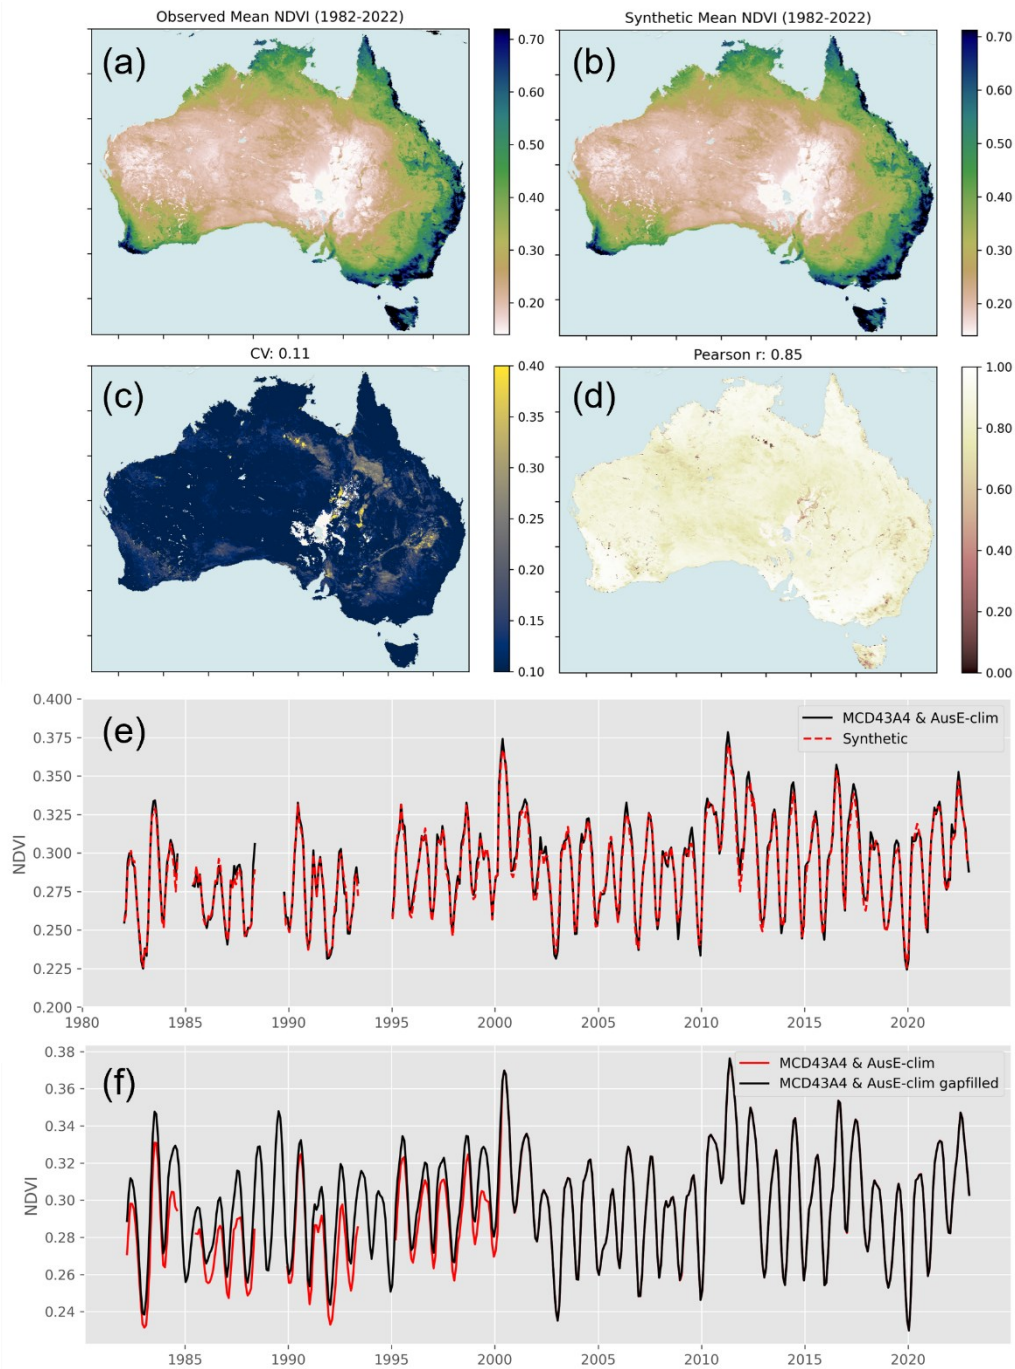 Observed Mean NDVI (1982-2022)
(a)
0.70
0.60
0.50
0.40
0.30
0.20
Synthetic Mean NDVI (1982-2022)
(b)
0.70
0.60
0.50
0.40
0.30
0.20
CV: 0.11
(c)
0.40
0.35
0.30
0.25
0.20
0.15
0.10
Pearson r: 0.85
(d)
1.00
0.80
0.60
0.40
0.20
0.00
(e)
MCD43A4 & AusE-clim
Synthetic
NDVI
0.400
0.375
0.350
0.325
0.300
0.275
0.250
0.225
0.200
1980 1985 1990 1995 2000 2005 2010 2015 2020
(f)
MCD43A4 & AusE-clim
MCD43A4 & AusE-clim gapfilled
NDVI
0.38
0.36
0.34
0.32
0.30
0.28
0.26
0.24
1985 1990 1995 2000 2005 2010 2015 2020